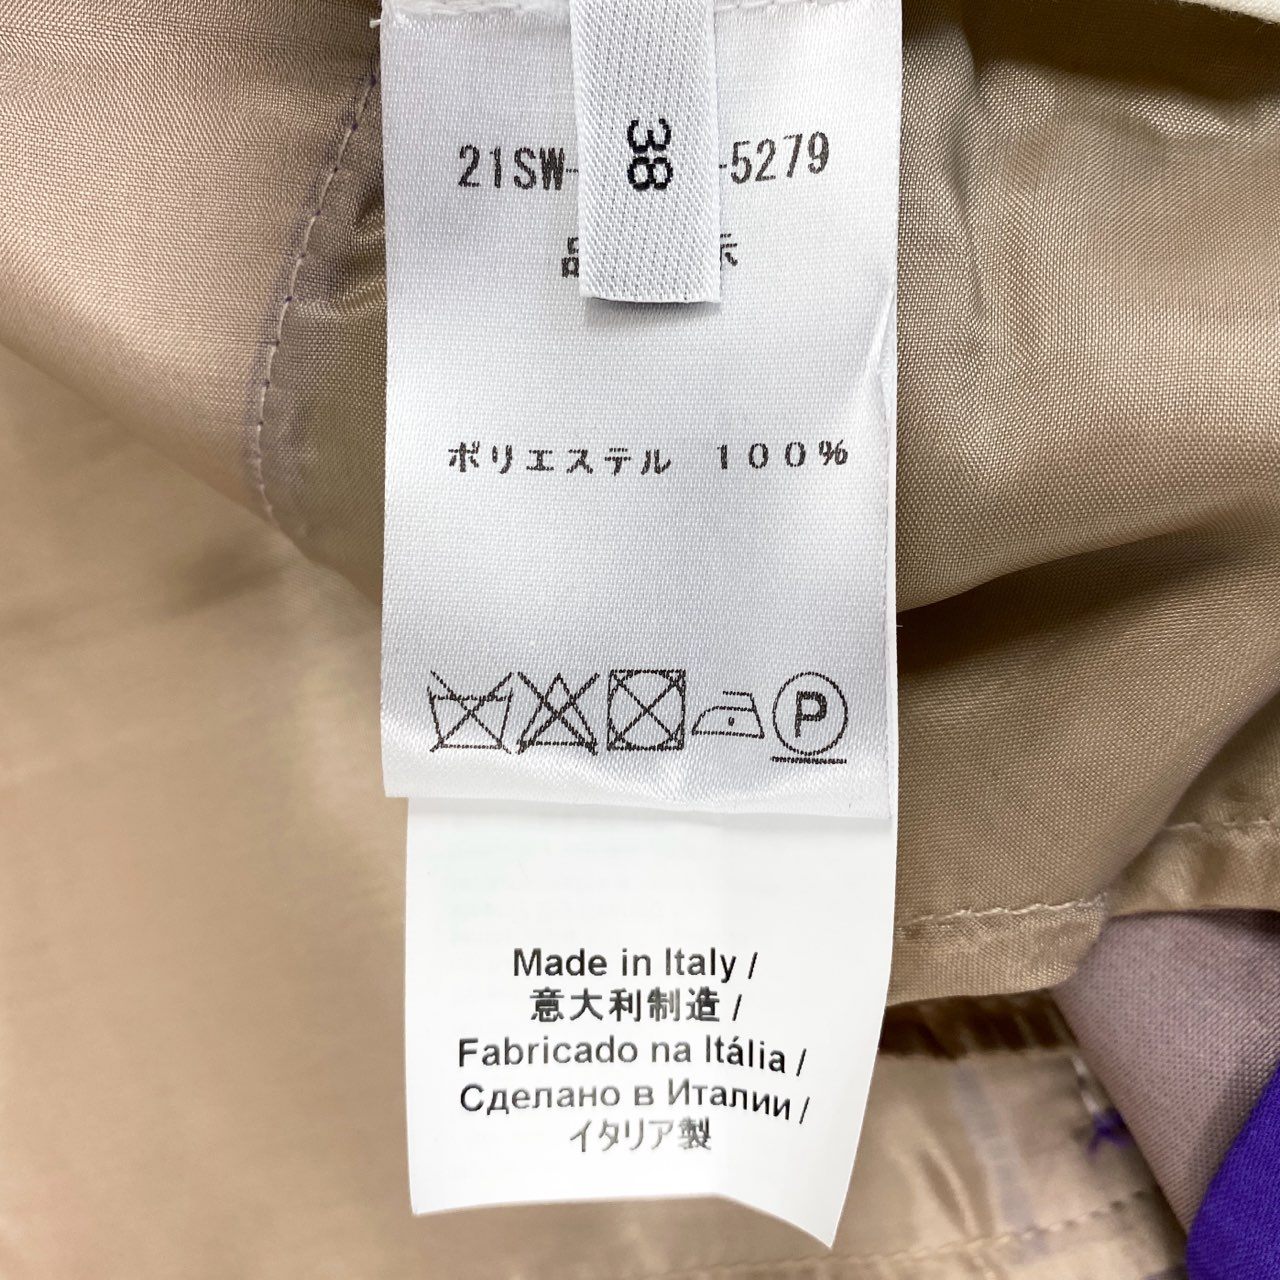 38
21SW- -5279
ポリエステル 100%
P
Made in Italy /
意大利制造 /
Fabricado na Itália /
Сделано в Италии /
イタリア製